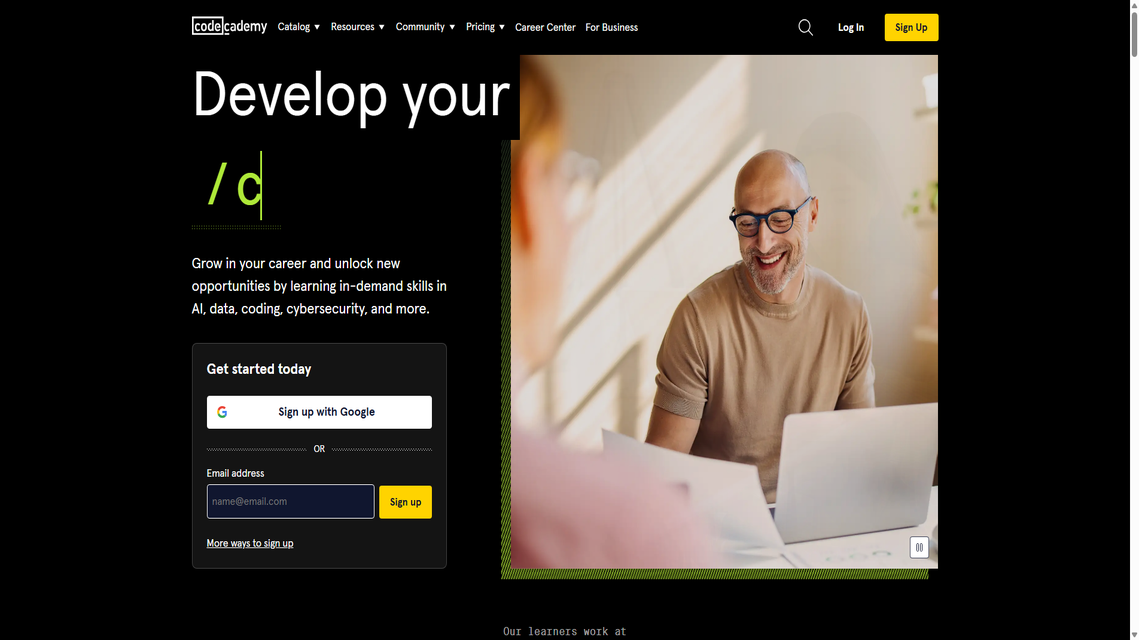 codecademy Catalog Resources Community Pricing Career Center For Business Log In Sign Up
Develop your
/ c
Grow in your career and unlock new
opportunities by learning in-demand skills in
AI, data, coding, cybersecurity, and more.
Get started today
Sign up with Google
OR
Email address
name@email.com Sign up
More ways to sign up
Our learners work at